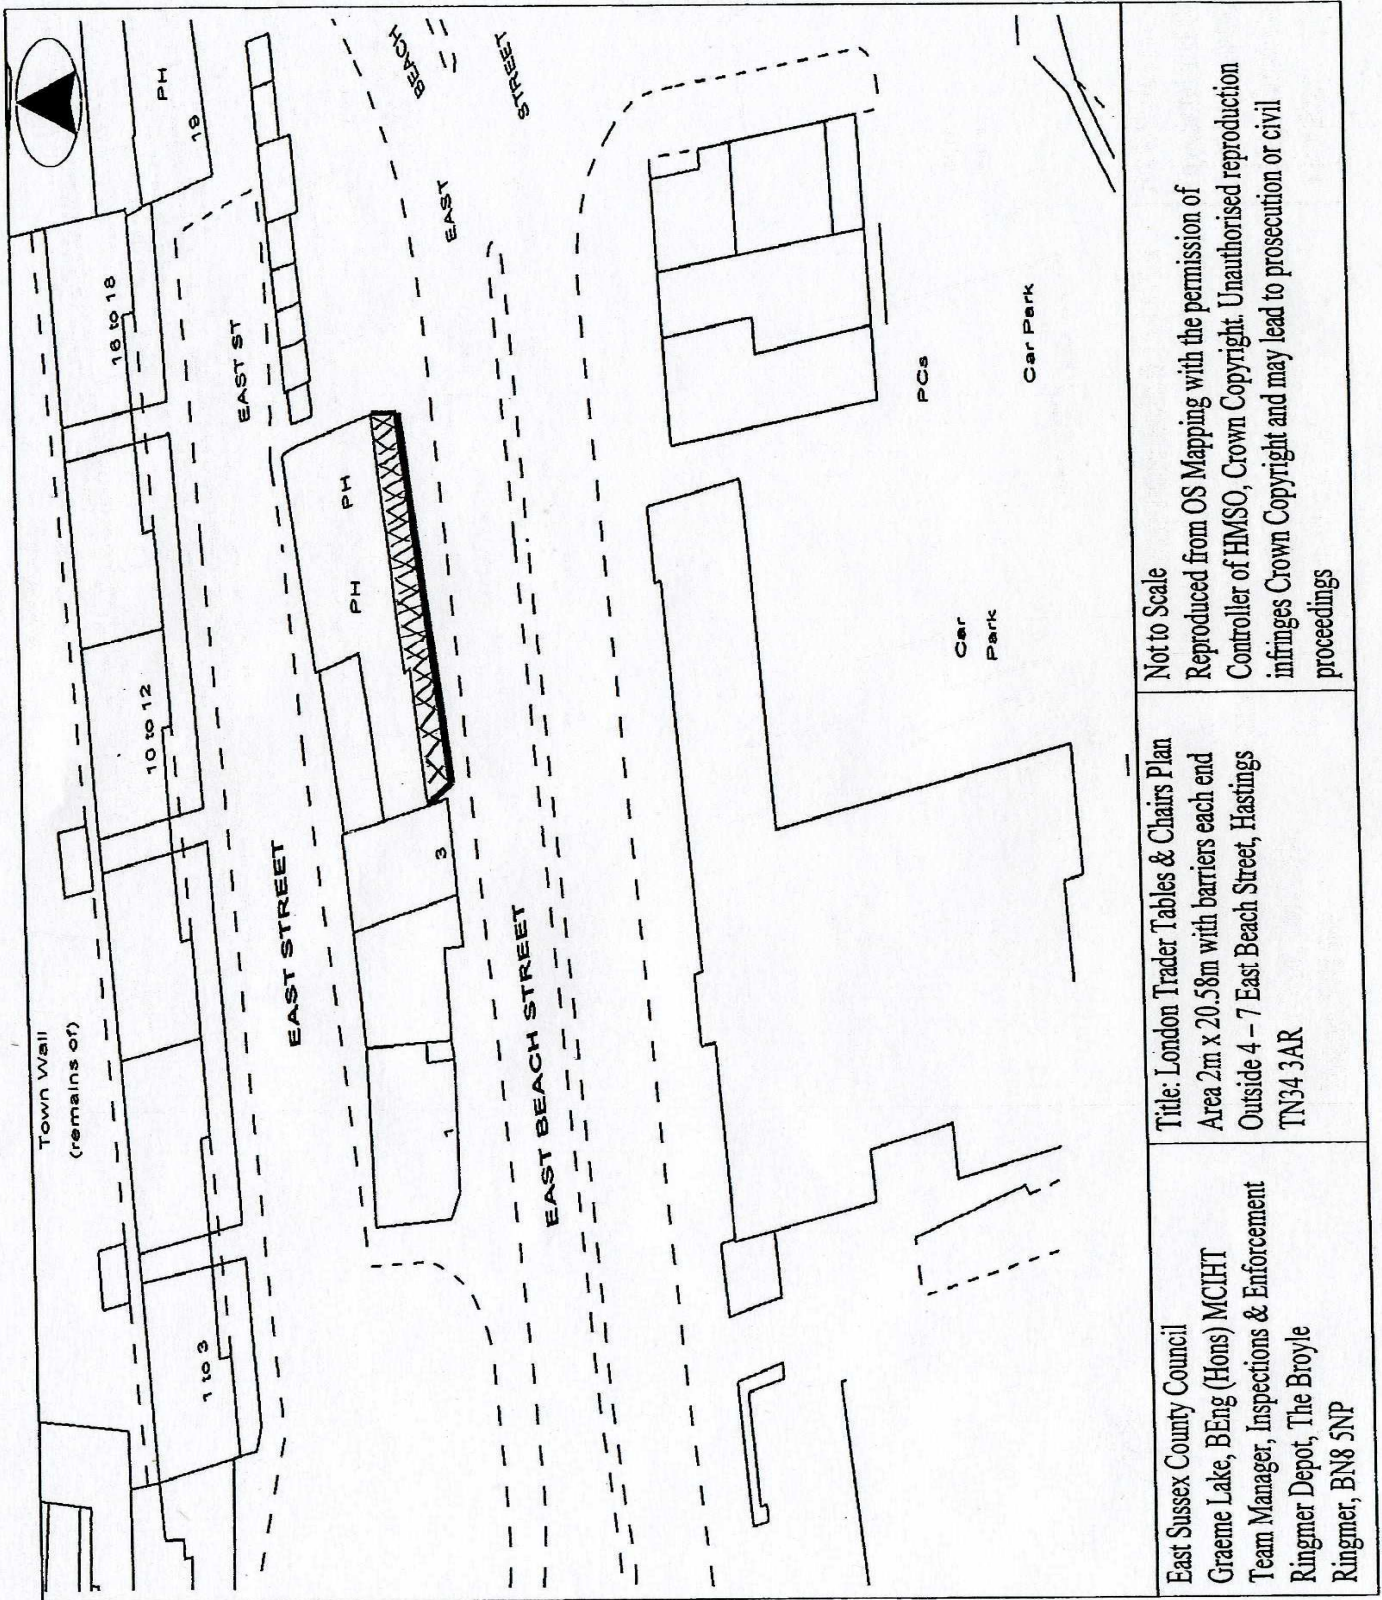 Town Wall
(remains of)
1 to 3
10 to 12
16 to 18
19
PH
EAST STREET
EAST ST
PH
PH
1
3
EAST BEACH STREET
EAST
BEACH
STREET
PCs
Car
Park
Car Park
East Sussex County Council
Graeme Lake, BEng (Hons) MCIHT
Team Manager, Inspections & Enforcement
Ringmer Depot, The Broyle
Ringmer, BN8 5NP
Title: London Trader Tables & Chairs Plan
Area 2m x 20.58m with barriers each end
Outside 4 – 7 East Beach Street, Hastings
TN34 3AR
Not to Scale
Reproduced from OS Mapping with the permission of
Controller of HMSO, Crown Copyright. Unauthorised reproduction
infringes Crown Copyright and may lead to prosecution or civil
proceedings